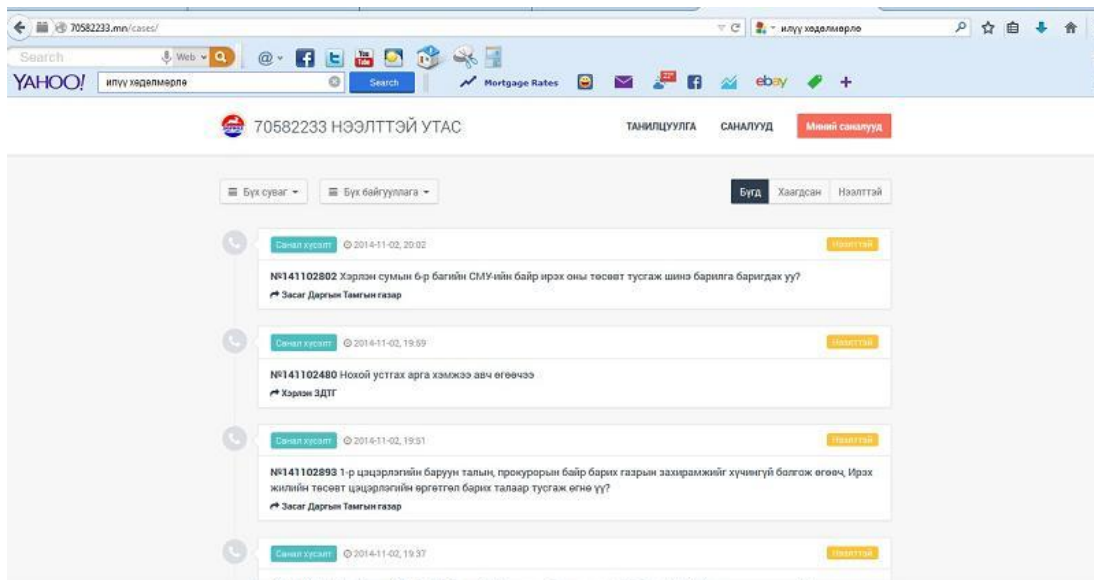 70582233.mn/cases/
илүү хөдөлмөрлө
Search
Web
@
You Tube
YAHOO!
илүү хөдөлмөрлө
Search
Mortgage Rates
ebay
70582233 НЭЭЛТТЭЙ УТАС
ТАНИЛЦУУЛГА
САНАЛУУД
Миний саналууд
Бүх суваг
Бүх байгууллага
Бүгд
Хаагдсан
Нээлттэй
Санал хүсэлт
2014-11-02, 20:02
Нээлттэй
№141102802 Хэрлэн сумын 6-р багийн СМУ-ийн байр ирэх оны төсөвт тусгаж шинэ барилга баригдах уу?
Засаг Даргын Тамгын газар
Санал хүсэлт
2014-11-02, 19:59
Нээлттэй
№141102480 Нохой устгах арга хэмжээ авч өгөөчээ
Хэрлэн ЗДТГ
Санал хүсэлт
2014-11-02, 19:51
Нээлттэй
№141102893 1-р цэцэрлэгийн баруун талын, прокурорын байр барих газрын захирамжийг хүчингүй болгож өгөөч, Ирэх
жилийн төсөвт цэцэрлэгийн өргөтгөл барих талаар тусгаж өгнө үү?
Засаг Даргын Тамгын газар
Санал хүсэлт
2014-11-02, 19:37
Нээлттэй